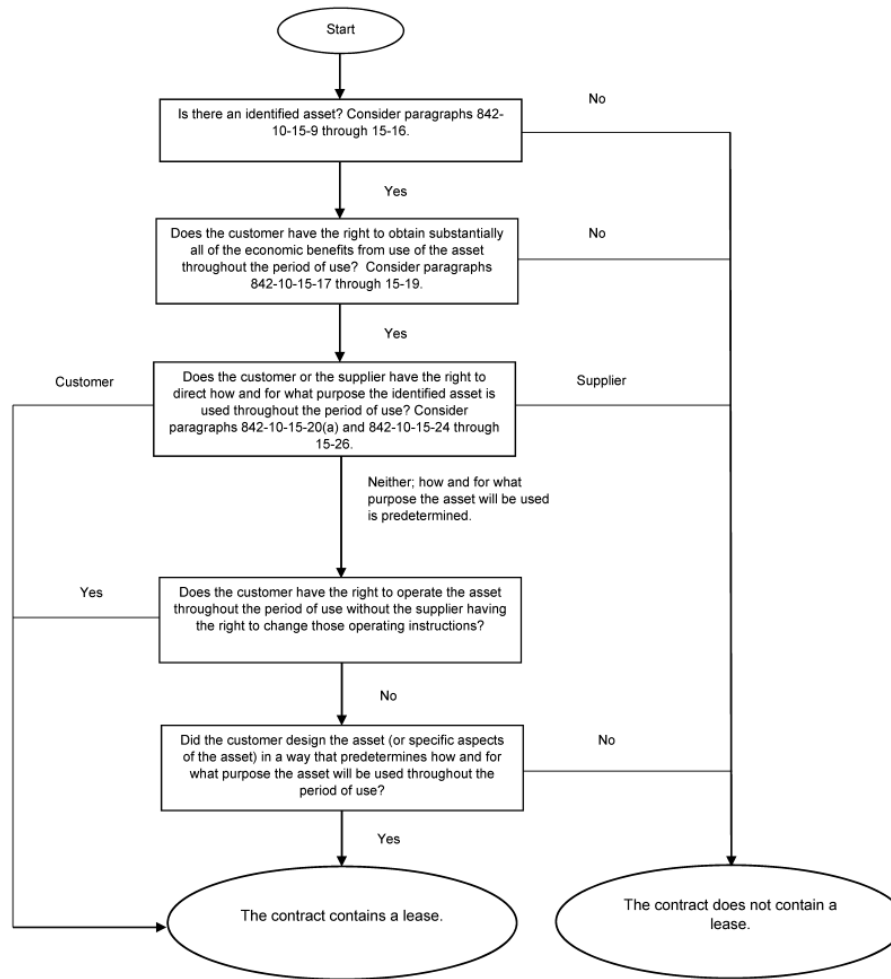 Start
Is there an identified asset? Consider paragraphs 842-
10-15-9 through 15-16.
No
Yes
Does the customer have the right to obtain substantially
all of the economic benefits from use of the asset
throughout the period of use?  Consider paragraphs
842-10-15-17 through 15-19.
No
Yes
Customer
Does the customer or the supplier have the right to
direct how and for what purpose the identified asset is
used throughout the period of use? Consider
paragraphs 842-10-15-20(a) and 842-10-15-24 through
15-26.
Supplier
Neither; how and for what
purpose the asset will be used
is predetermined.
Yes
Does the customer have the right to operate the asset
throughout the period of use without the supplier having
the right to change those operating instructions?
No
Did the customer design the asset (or specific aspects
of the asset) in a way that predetermines how and for
what purpose the asset will be used throughout the
period of use?
No
Yes
The contract contains a lease.
The contract does not contain a
lease.